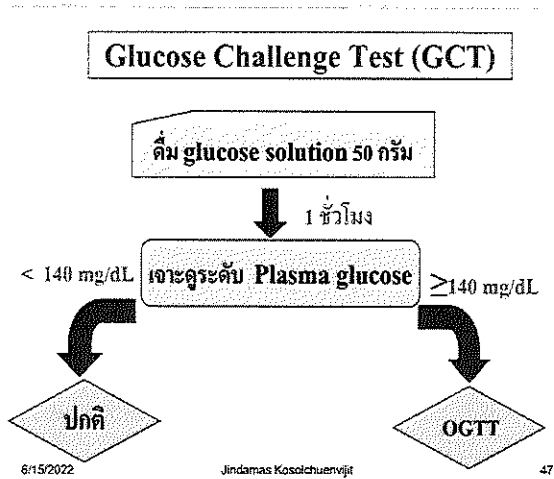 Glucose Challenge Test (GCT)
ดื่ม glucose solution 50 กรัม
1 ชั่วโมง
< 140 mg/dL
เจาะดูระดับ Plasma glucose
≥140 mg/dL
ปกติ
OGTT
6/15/2022
Jindamas Kosolchuenvijit
47